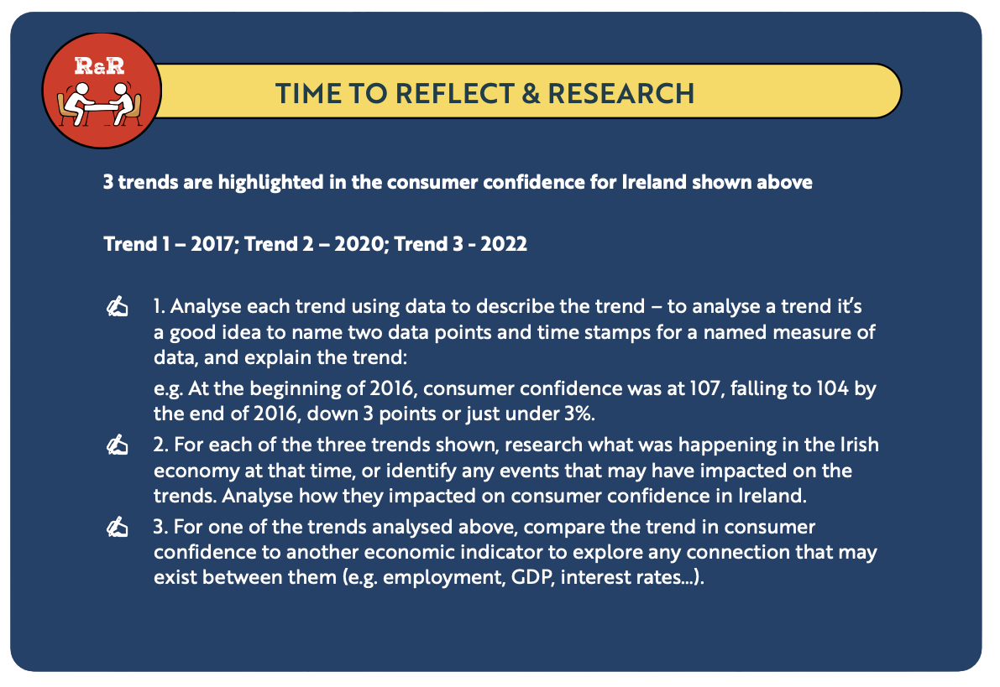 R&R
TIME TO REFLECT & RESEARCH
3 trends are highlighted in the consumer confidence for Ireland shown above
Trend 1 – 2017; Trend 2 – 2020; Trend 3 - 2022
1. Analyse each trend using data to describe the trend – to analyse a trend it’s
a good idea to name two data points and time stamps for a named measure of
data, and explain the trend:
e.g. At the beginning of 2016, consumer confidence was at 107, falling to 104 by
the end of 2016, down 3 points or just under 3%.
2. For each of the three trends shown, research what was happening in the Irish
economy at that time, or identify any events that may have impacted on the
trends. Analyse how they impacted on consumer confidence in Ireland.
3. For one of the trends analysed above, compare the trend in consumer
confidence to another economic indicator to explore any connection that may
exist between them (e.g. employment, GDP, interest rates...).